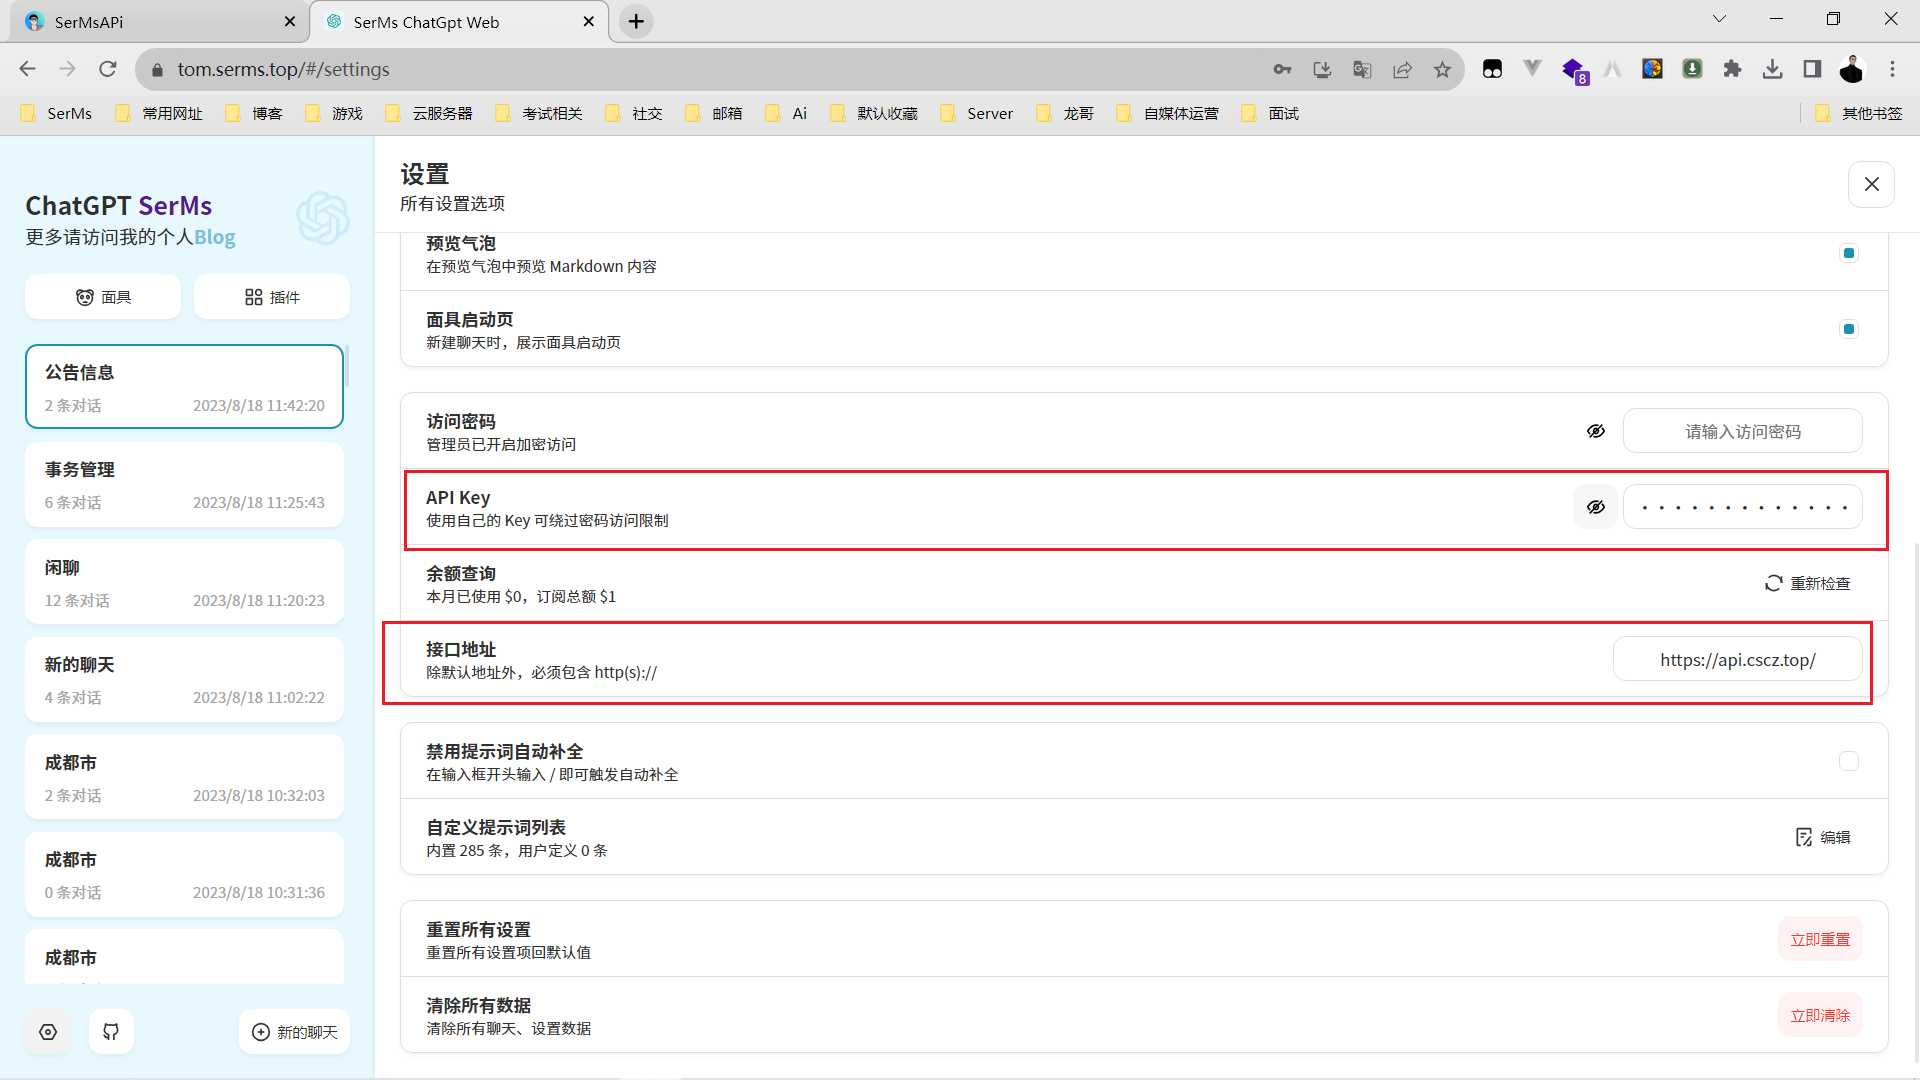 SerMsAPi
SerMs ChatGpt Web
tom.serms.top/#/settings
8
SerMs
常用网址
博客
游戏
云服务器
考试相关
社交
邮箱
Ai
默认收藏
Server
龙哥
自媒体运营
面试
其他书签
ChatGPT SerMs
更多请访问我的个人Blog
面具
插件
公告信息
2 条对话 2023/8/18 11:42:20
事务管理
6 条对话 2023/8/18 11:25:43
闲聊
12 条对话 2023/8/18 11:20:23
新的聊天
4 条对话 2023/8/18 11:02:22
成都市
2 条对话 2023/8/18 10:32:03
成都市
0 条对话 2023/8/18 10:31:36
成都市
新的聊天
设置
所有设置选项
预览气泡
在预览气泡中预览 Markdown 内容
面具启动页
新建聊天时，展示面具启动页
访问密码
管理员已开启加密访问
请输入访问密码
API Key
使用自己的 Key 可绕过密码访问限制
余额查询
本月已使用 $0，订阅总额 $1
重新检查
接口地址
除默认地址外，必须包含 http(s)://
https://api.cscz.top/
禁用提示词自动补全
在输入框开头输入 / 即可触发自动补全
自定义提示词列表
内置 285 条，用户定义 0 条
编辑
重置所有设置
重置所有设置项回默认值
立即重置
清除所有数据
清除所有聊天、设置数据
立即清除